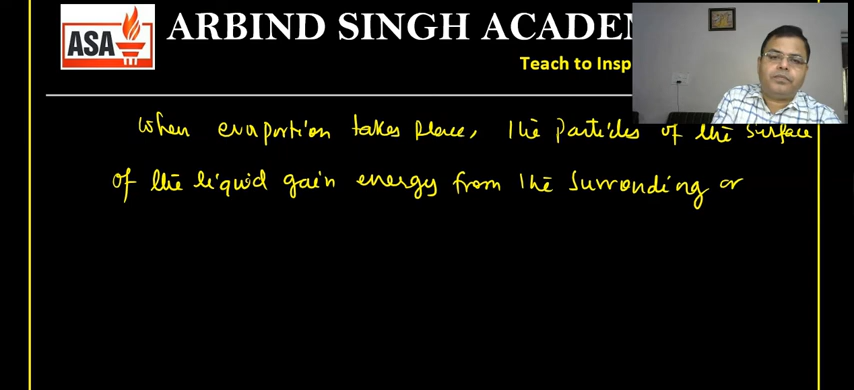 ASA
ARBIND SINGH ACADEM
Teach to Insp
When evaportion takes place, the particles of the surface
of the liquid gain energy from the surronding or